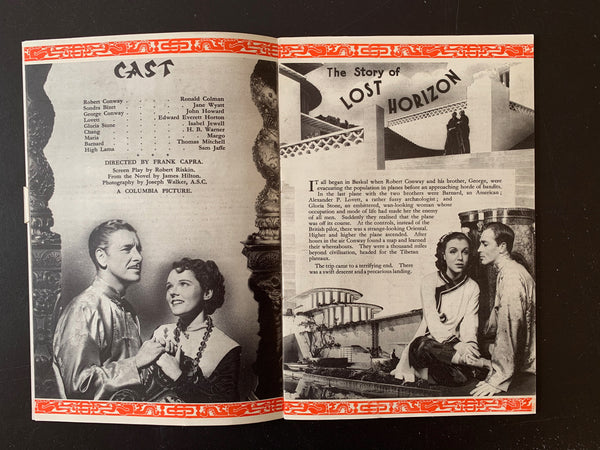 CAST
Robert Conway . . . . . Ronald Colman
Sondra Bizet . . . . . Jane Wyatt
George Conway . . . . . John Howard
Lovett . . . . . Edward Everett Horton
Gloria Stone . . . . . Isabel Jewell
Chang . . . . . H. B. Warner
Maria . . . . . Margo
Barnard . . . . . Thomas Mitchell
High Lama . . . . . Sam Jaffe
DIRECTED BY FRANK CAPRA.
Screen Play by Robert Riskin,
From the Novel by James Hilton.
Photography by Joseph Walker, A.S.C.
A COLUMBIA PICTURE.
The Story of
LOST HORIZON
IT all began in Baskul when Robert Conway and his brother, George, were
evacuating the population in planes before an approaching horde of bandits.
In the last plane with the two brothers were Barnard, an American;
Alexander P. Lovett, a rather fussy archæologist; and
Gloria Stone, an embittered, wan-looking woman whose
occupation and mode of life had made her the enemy
of all men. Suddenly they realised that the plane
was off its course. At the controls, instead of the
British pilot, there was a strange-looking Oriental.
Higher and higher the plane ascended. After
hours in the air Conway found a map and learned
their whereabouts. They were a thousand miles
beyond civilisation, headed for the Tibetan
plateaux.
The trip came to a terrifying end. There
was a swift descent and a precarious landing.